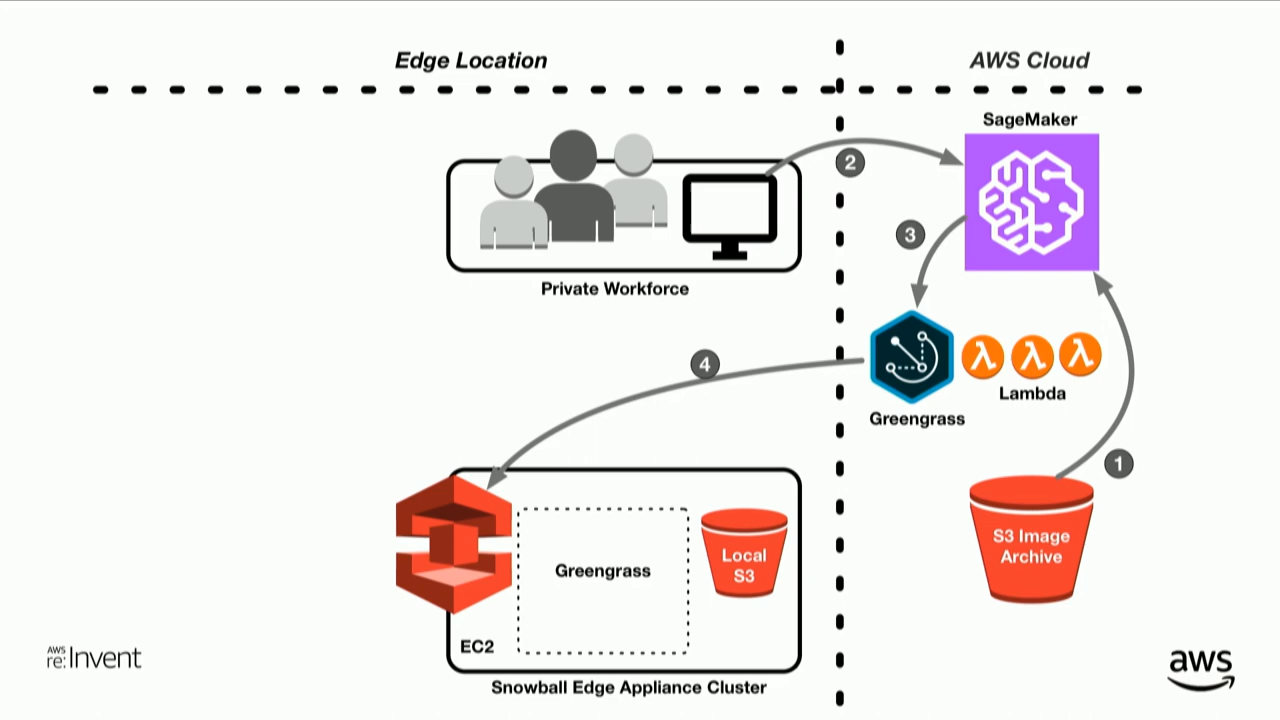 Edge Location
AWS Cloud
SageMaker
2
3
Private Workforce
4
λ λ λ
Lambda
Greengrass
1
S3 Image
Archive
Greengrass
Local
S3
EC2
Snowball Edge Appliance Cluster
AWS
re:Invent
aws